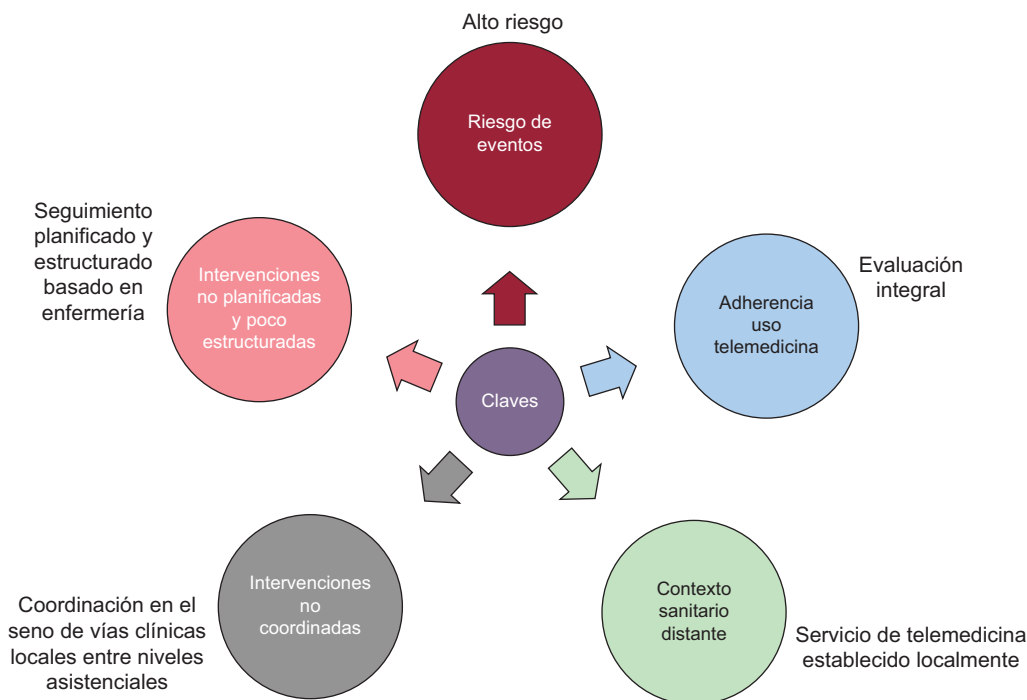 Alto riesgo
Riesgo de
eventos
Seguimiento
planificado y
estructurado
basado en
enfermería
Intervenciones
no planificadas
y poco
estructuradas
Evaluación
integral
Adherencia
uso
telemedicina
Claves
Coordinación en el
seno de vías clínicas
locales entre niveles
asistenciales
Intervenciones
no
coordinadas
Contexto
sanitario
distante
Servicio de telemedicina
establecido localmente